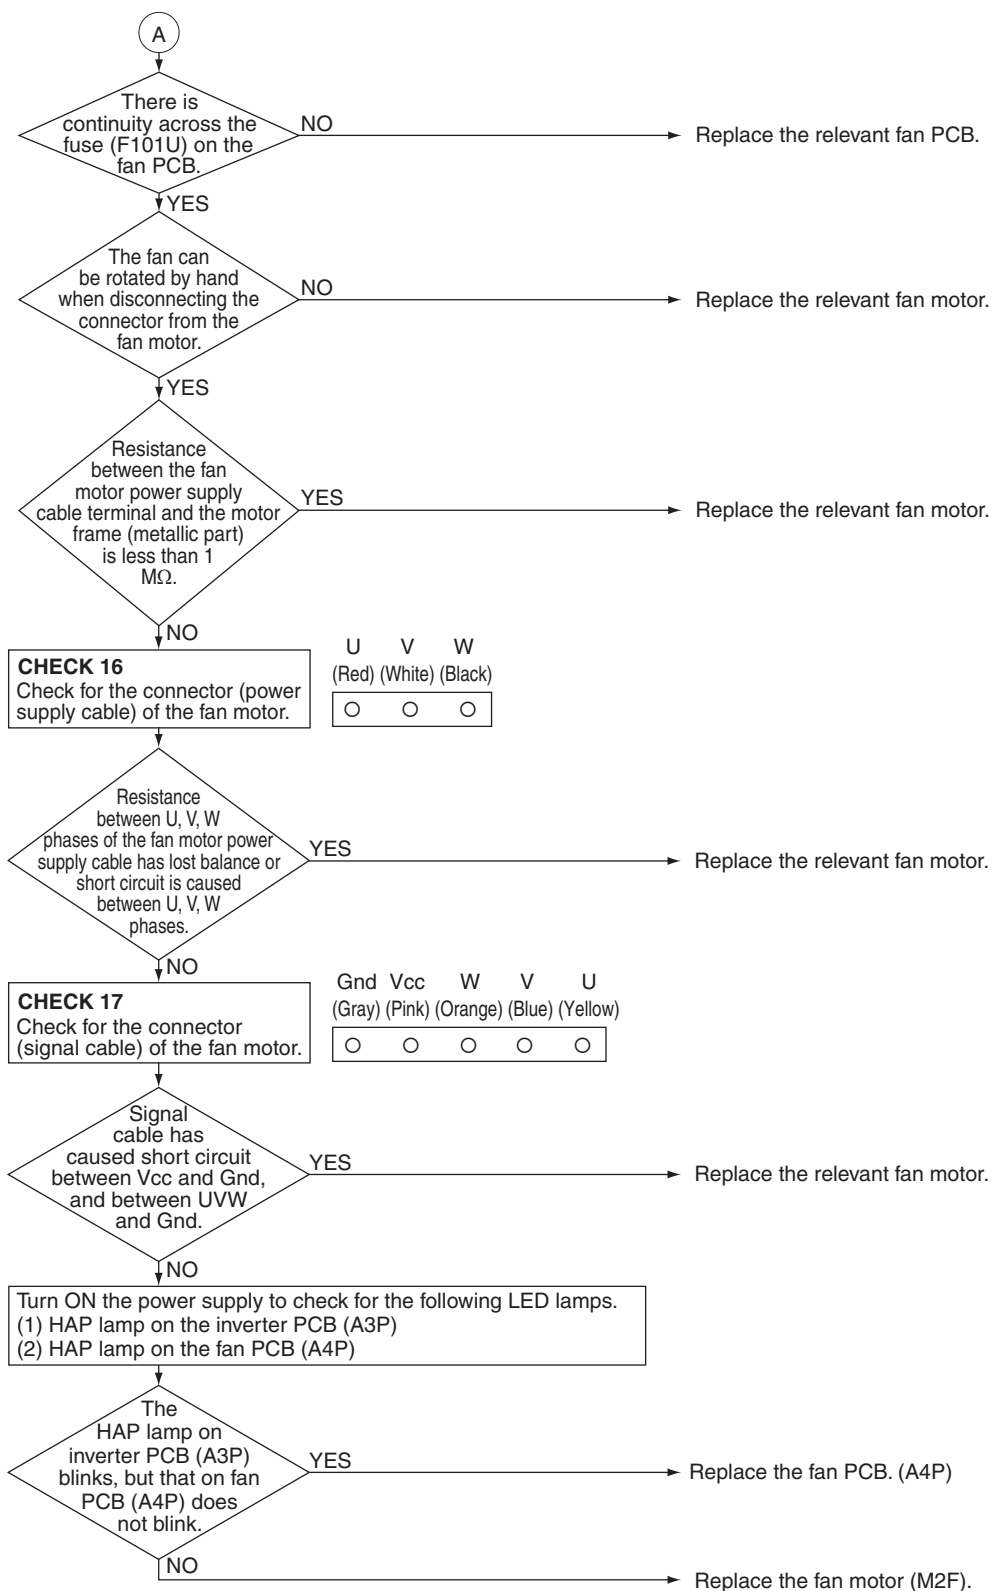 A
There is
continuity across the
fuse (F101U) on the
fan PCB.
NO
Replace the relevant fan PCB.
YES
The fan can
be rotated by hand
when disconnecting the
connector from the
fan motor.
NO
Replace the relevant fan motor.
YES
Resistance
between the fan
motor power supply
cable terminal and the motor
frame (metallic part)
is less than 1
MΩ.
YES
Replace the relevant fan motor.
NO
CHECK 16
Check for the connector (power
supply cable) of the fan motor.
U V W
(Red) (White) (Black)
Resistance
between U, V, W
phases of the fan motor power
supply cable has lost balance or
short circuit is caused
between U, V, W
phases.
YES
Replace the relevant fan motor.
NO
CHECK 17
Check for the connector
(signal cable) of the fan motor.
Gnd Vcc W V U
(Gray) (Pink) (Orange) (Blue) (Yellow)
Signal
cable has
caused short circuit
between Vcc and Gnd,
and between UVW
and Gnd.
YES
Replace the relevant fan motor.
NO
Turn ON the power supply to check for the following LED lamps.
(1) HAP lamp on the inverter PCB (A3P)
(2) HAP lamp on the fan PCB (A4P)
The
HAP lamp on
inverter PCB (A3P)
blinks, but that on fan
PCB (A4P) does
not blink.
YES
Replace the fan PCB. (A4P)
NO
Replace the fan motor (M2F).